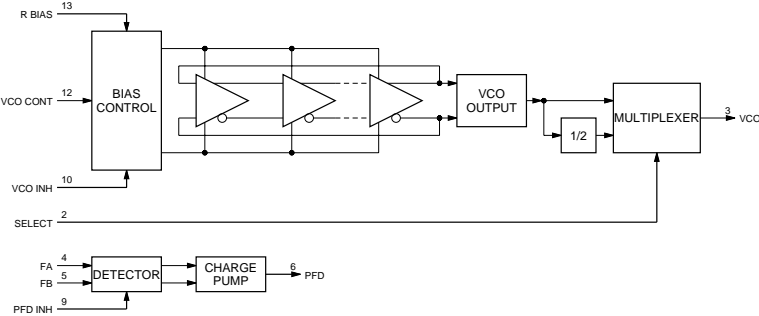 R BIAS 13
VCO CONT 12
BIAS
CONTROL
VCO INH 10
VCO
OUTPUT
1/2
MULTIPLEXER
3 VCO
SELECT 2
FA 4
FB 5
PFD INH 9
DETECTOR
CHARGE
PUMP
6 PFD